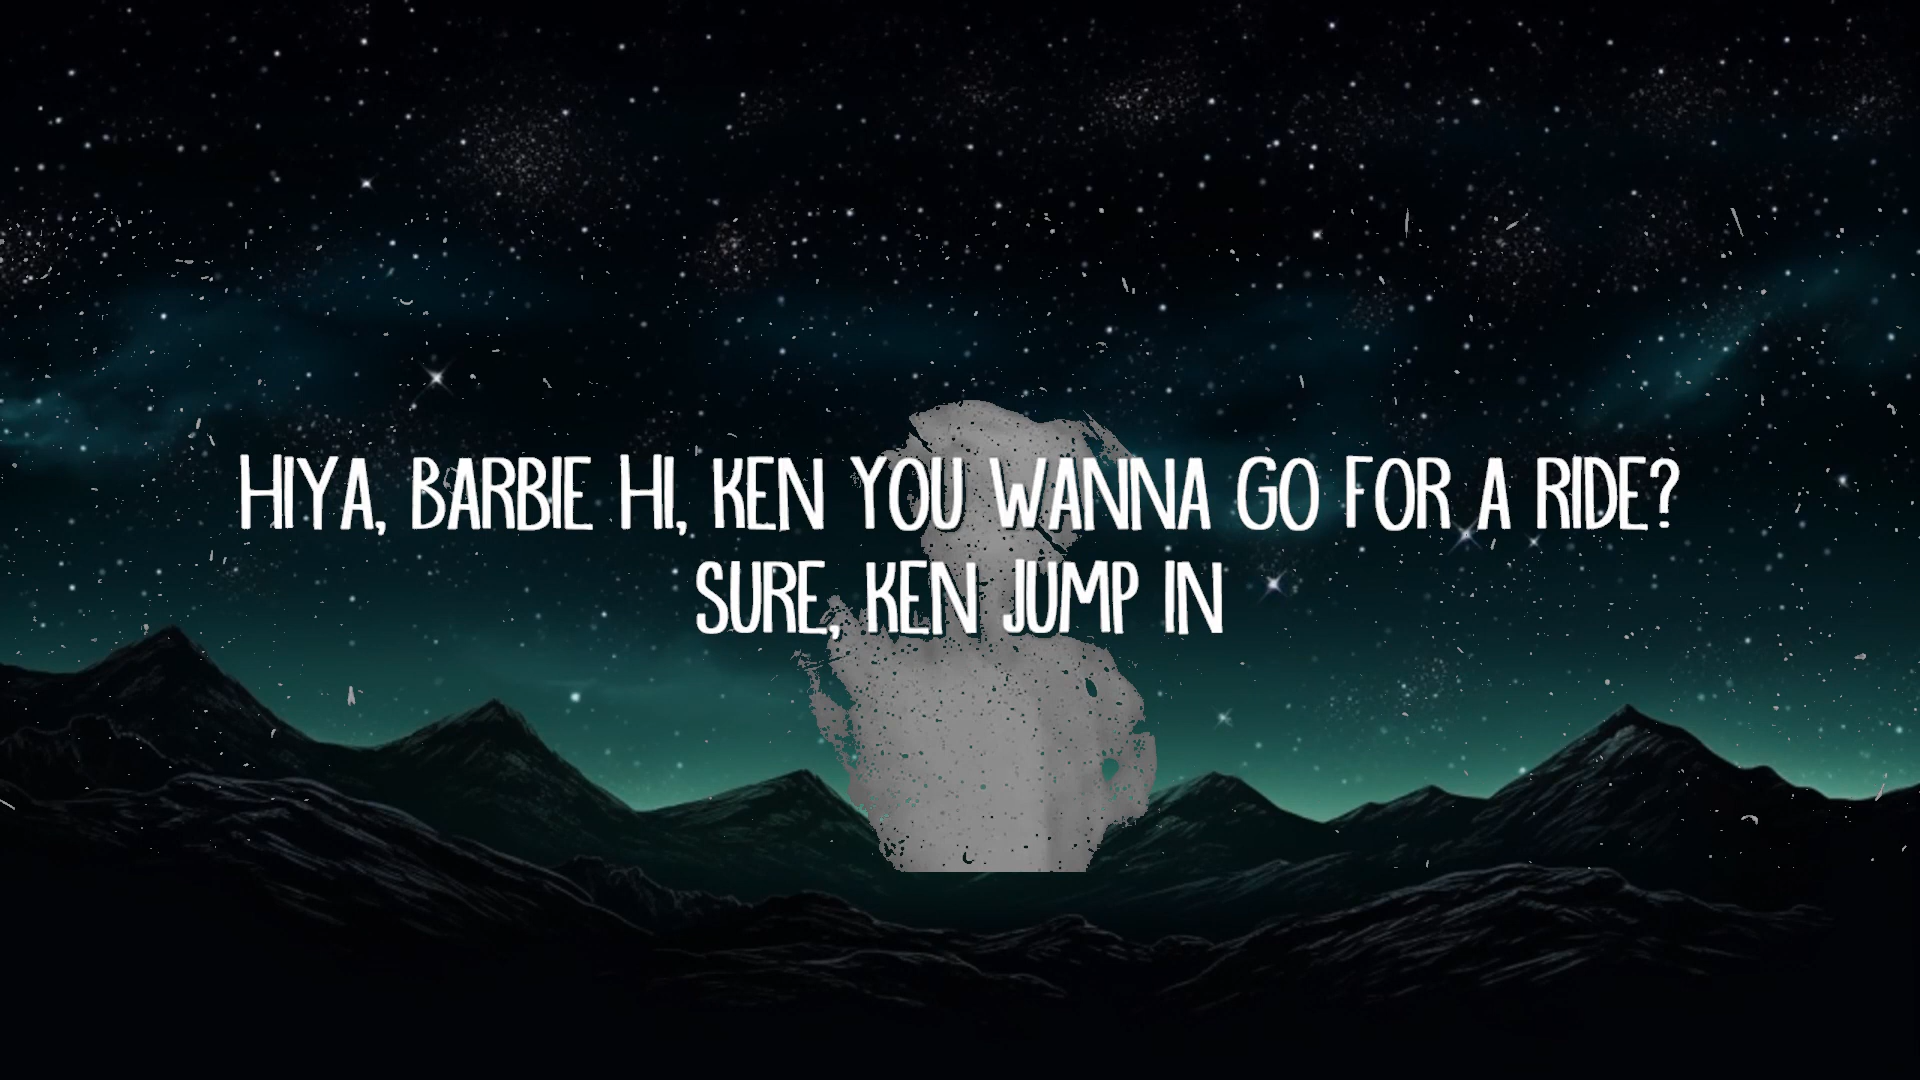 HIYA, BARBIE HI, KEN YOU WANNA GO FOR A RIDE?
SURE, KEN JUMP IN